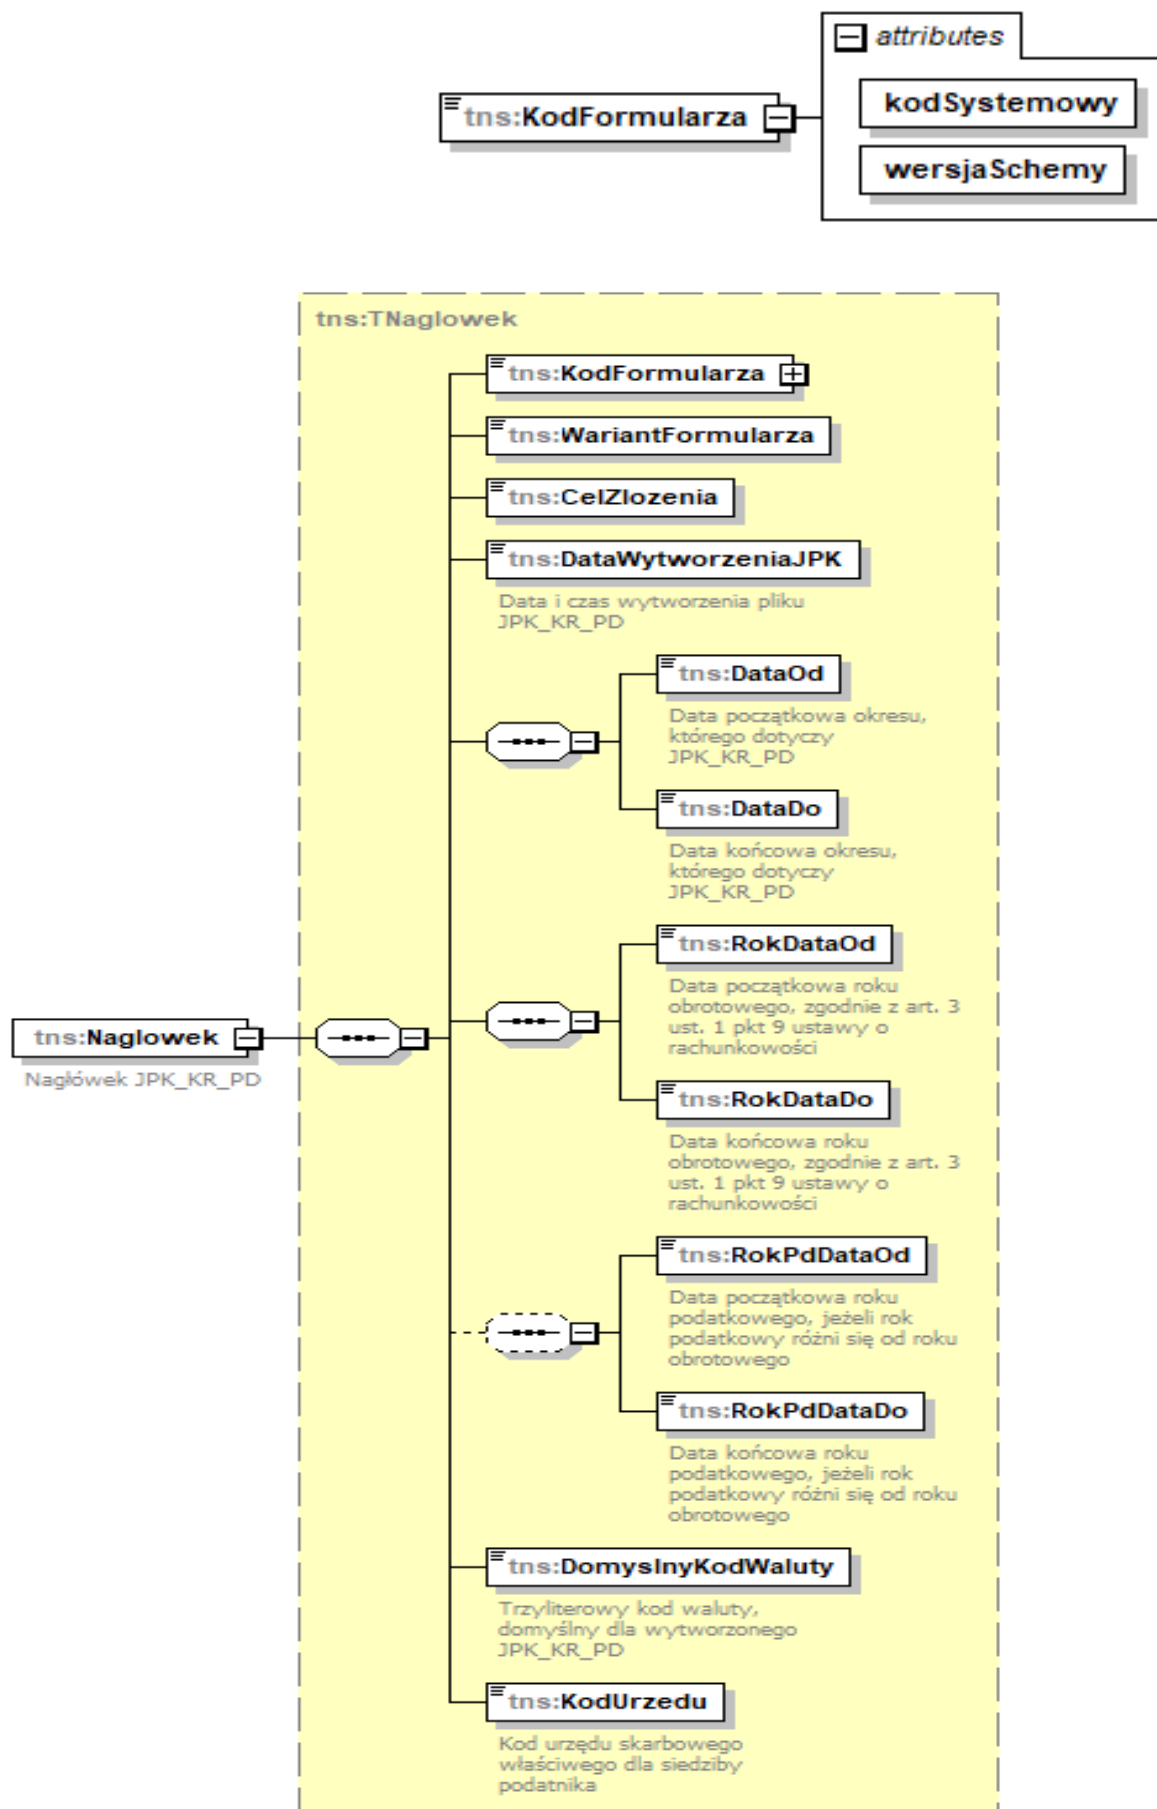 attributes
tns:KodFormularza
kodSystemowy
wersjaSchemy
tns:TNaglowek
tns:KodFormularza
tns:WariantFormularza
tns:CelZlozenia
tns:DataWytworzeniaJPK
Data i czas wytworzenia pliku
JPK_KR_PD
tns:DataOd
Data początkowa okresu,
którego dotyczy
JPK_KR_PD
tns:DataDo
Data końcowa okresu,
którego dotyczy
JPK_KR_PD
tns:RokDataOd
Data początkowa roku
obrotowego, zgodnie z art. 3
ust. 1 pkt 9 ustawy o
rachunkowości
tns:Naglowek
Nagłówek JPK_KR_PD
tns:RokDataDo
Data końcowa roku
obrotowego, zgodnie z art. 3
ust. 1 pkt 9 ustawy o
rachunkowości
tns:RokPdDataOd
Data początkowa roku
podatkowego, jeżeli rok
podatkowy różni się od roku
obrotowego
tns:RokPdDataDo
Data końcowa roku
podatkowego, jeżeli rok
podatkowy różni się od roku
obrotowego
tns:DomyslnyKodWaluty
Trzyliterowy kod waluty,
domyślny dla wytworzonego
JPK_KR_PD
tns:KodUrzedu
Kod urzędu skarbowego
właściwego dla siedziby
podatnika